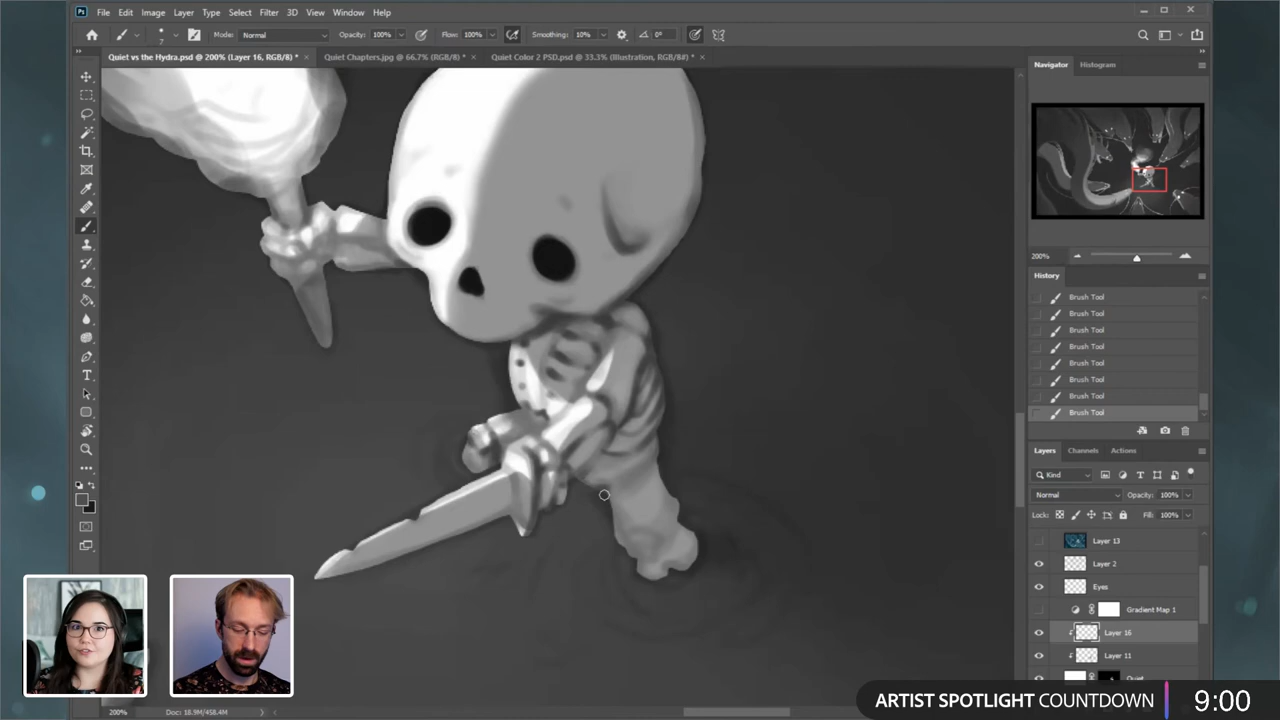 Ps File Edit Image Layer Type Select Filter 3D View Window Help
7 Mode: Normal Opacity: 100% Flow: 100% Smoothing: 10% 0°
Quiet vs the Hydra.psd @ 200% (Layer 16, RGB/8) * × Quiet Chapters.jpg @ 66.7% (RGB/8) * × Quiet Color 2 PSD.psd @ 33.3% (Illustration, RGB/8#) * ×
Navigator Histogram
200%
History
Brush Tool
Brush Tool
Brush Tool
Brush Tool
Brush Tool
Brush Tool
Brush Tool
Brush Tool
Layers Channels Actions
Kind
Normal Opacity: 100%
Lock: Fill: 100%
Layer 13
Layer 2
Eyes
Gradient Map 1
Layer 16
Layer 11
Quiet
200% Doc: 18.9M/458.4M
ARTIST SPOTLIGHT COUNTDOWN 9:00